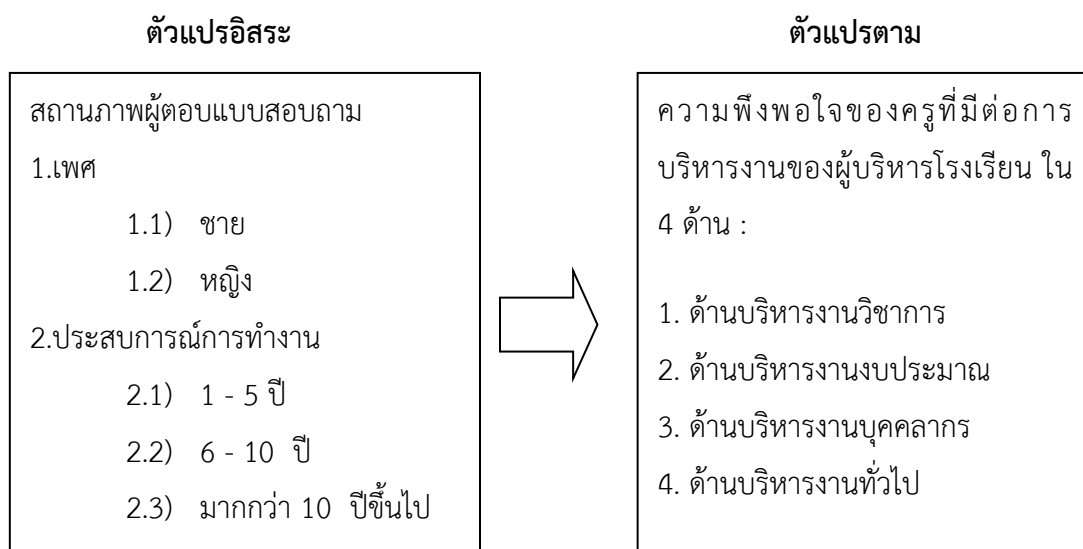 ตัวแปรอิสระ
สถานภาพผู้ตอบแบบสอบถาม
1.เพศ
1.1) ชาย
1.2) หญิง
2.ประสบการณ์การทำงาน
2.1) 1 - 5 ปี
2.2) 6 - 10 ปี
2.3) มากกว่า 10 ปีขึ้นไป
ตัวแปรตาม
ความพึงพอใจของครูที่มีต่อการ
บริหารงานของผู้บริหารโรงเรียน ใน
4 ด้าน :
1. ด้านบริหารงานวิชาการ
2. ด้านบริหารงานงบประมาณ
3. ด้านบริหารงานบุคคลากร
4. ด้านบริหารงานทั่วไป